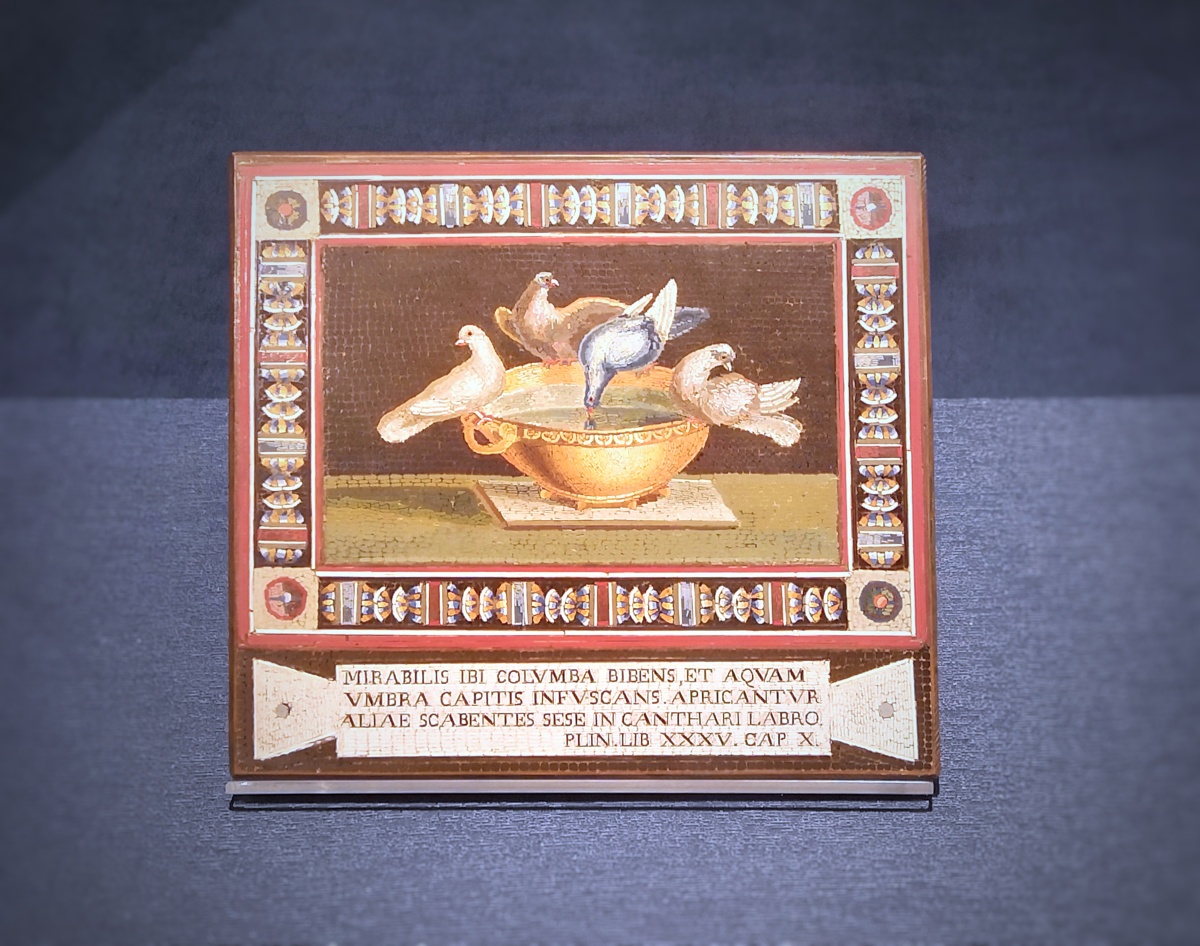 MIRABILIS IBI COLVMBA BIBENS, ET AQVAM
VMBRA CAPITIS INFVSCANS. APRICANTVR
ALIAE SCABENTES SESE IN CANTHARI LABRO.
PLIN. LIB XXXV. CAP X.